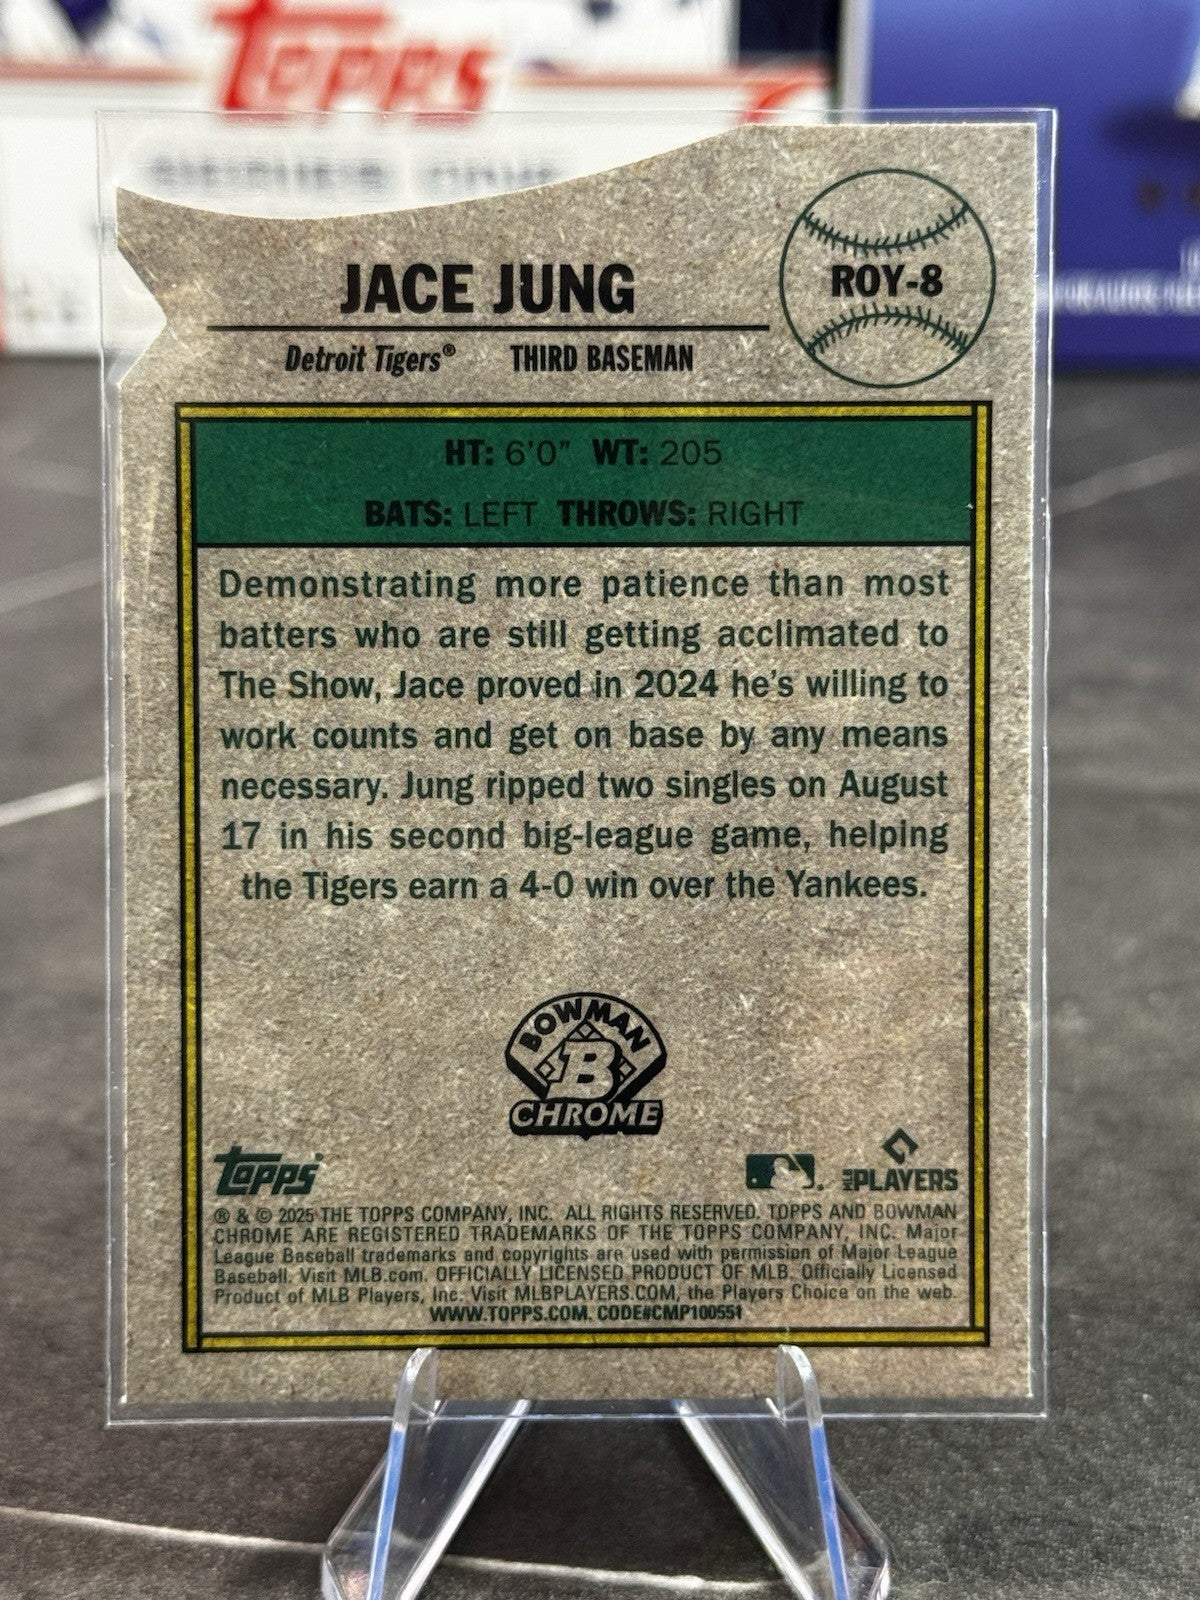 Topps
JACE JUNG
ROY-8
Detroit Tigers® THIRD BASEMAN
HT: 6'0" WT: 205
BATS: LEFT THROWS: RIGHT
Demonstrating more patience than most
batters who are still getting acclimated to
The Show, Jace proved in 2024 he's willing to
work counts and get on base by any means
necessary. Jung ripped two singles on August
17 in his second big-league game, helping
the Tigers earn a 4-0 win over the Yankees.
BOWMAN
B
CHROME
Topps
PLAYERS
® & © 2025 THE TOPPS COMPANY, INC. ALL RIGHTS RESERVED. TOPPS AND BOWMAN
CHROME ARE REGISTERED TRADEMARKS OF THE TOPPS COMPANY, INC. Major
League Baseball trademarks and copyrights are used with permission of Major League
Baseball. Visit MLB.com. OFFICIALLY LICENSED PRODUCT OF MLB. Officially Licensed
Product of MLB Players, Inc. Visit MLBPLAYERS.COM, the Players Choice on the web.
WWW.TOPPS.COM. CODE#CMP100551